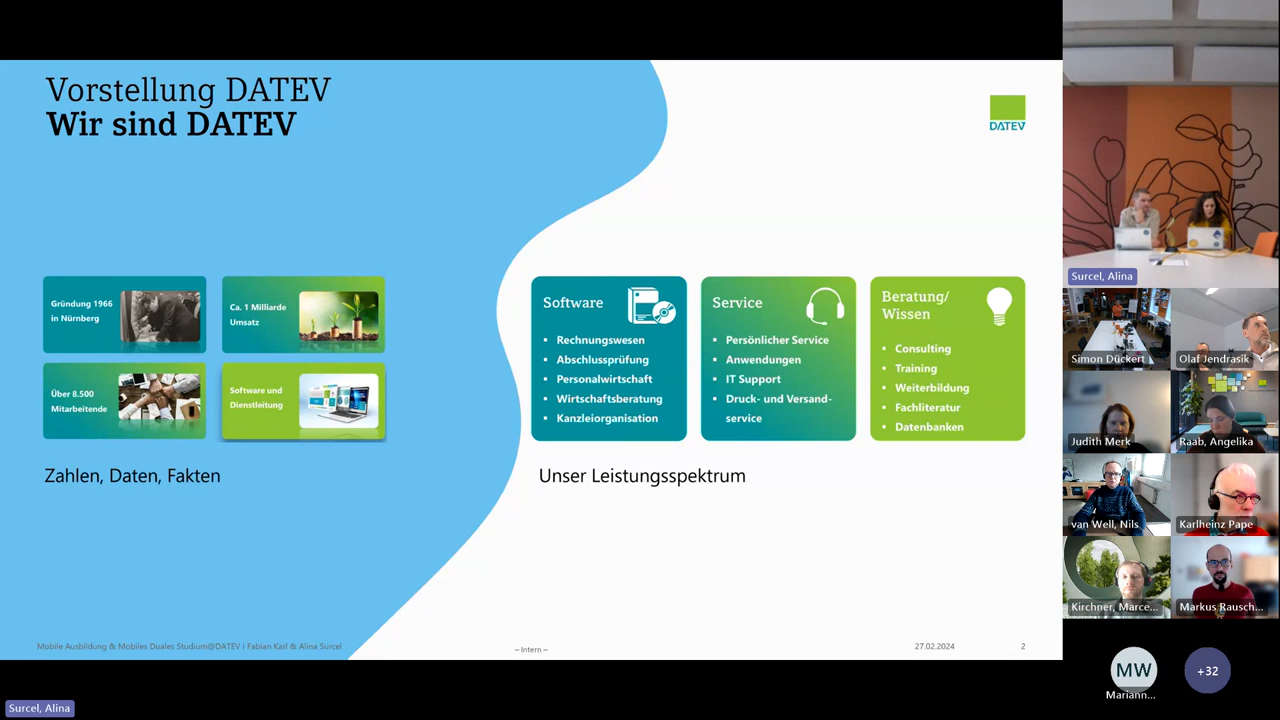 Vorstellung DATEV
Wir sind DATEV
DATEV
Gründung 1966
in Nürnberg
Ca. 1 Milliarde
Umsatz
Über 8.500
Mitarbeitende
Software und
Dienstleitung
Zahlen, Daten, Fakten
Software
▪ Rechnungswesen
▪ Abschlussprüfung
▪ Personalwirtschaft
▪ Wirtschaftsberatung
▪ Kanzleiorganisation
Service
▪ Persönlicher Service
▪ Anwendungen
▪ IT Support
▪ Druck- und Versand-
service
Beratung/
Wissen
▪ Consulting
▪ Training
▪ Weiterbildung
▪ Fachliteratur
▪ Datenbanken
Unser Leistungsspektrum
Mobile Ausbildung & Mobiles Duales Studium@DATEV I Fabian Karl & Alina Surcel
– Intern –
27.02.2024
2
Surcel, Alina
Surcel, Alina
Simon Dückert
Olaf Jendrasik
Judith Merk
Raab, Angelika
van Well, Nils
Karlheinz Pape
Kirchner, Marce...
Markus Rausch...
MW
Mariann...
+32